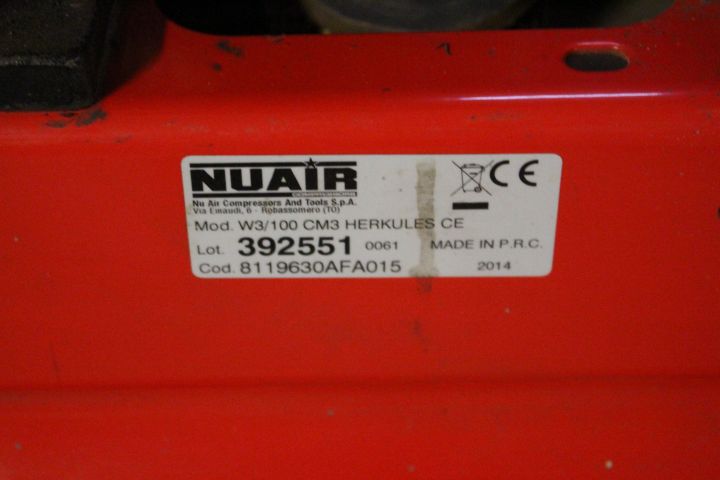 NUAIR
COMPRESSORS
Nu Air Compressors And Tools S.p.A.
Via Einaudi, 6 - Robassomero (TO)
Mod. W3/100 CM3 HERKULES CE
Lot. 392551 0061 MADE IN P.R.C.
Cod. 8119630AFA015 2014
CE